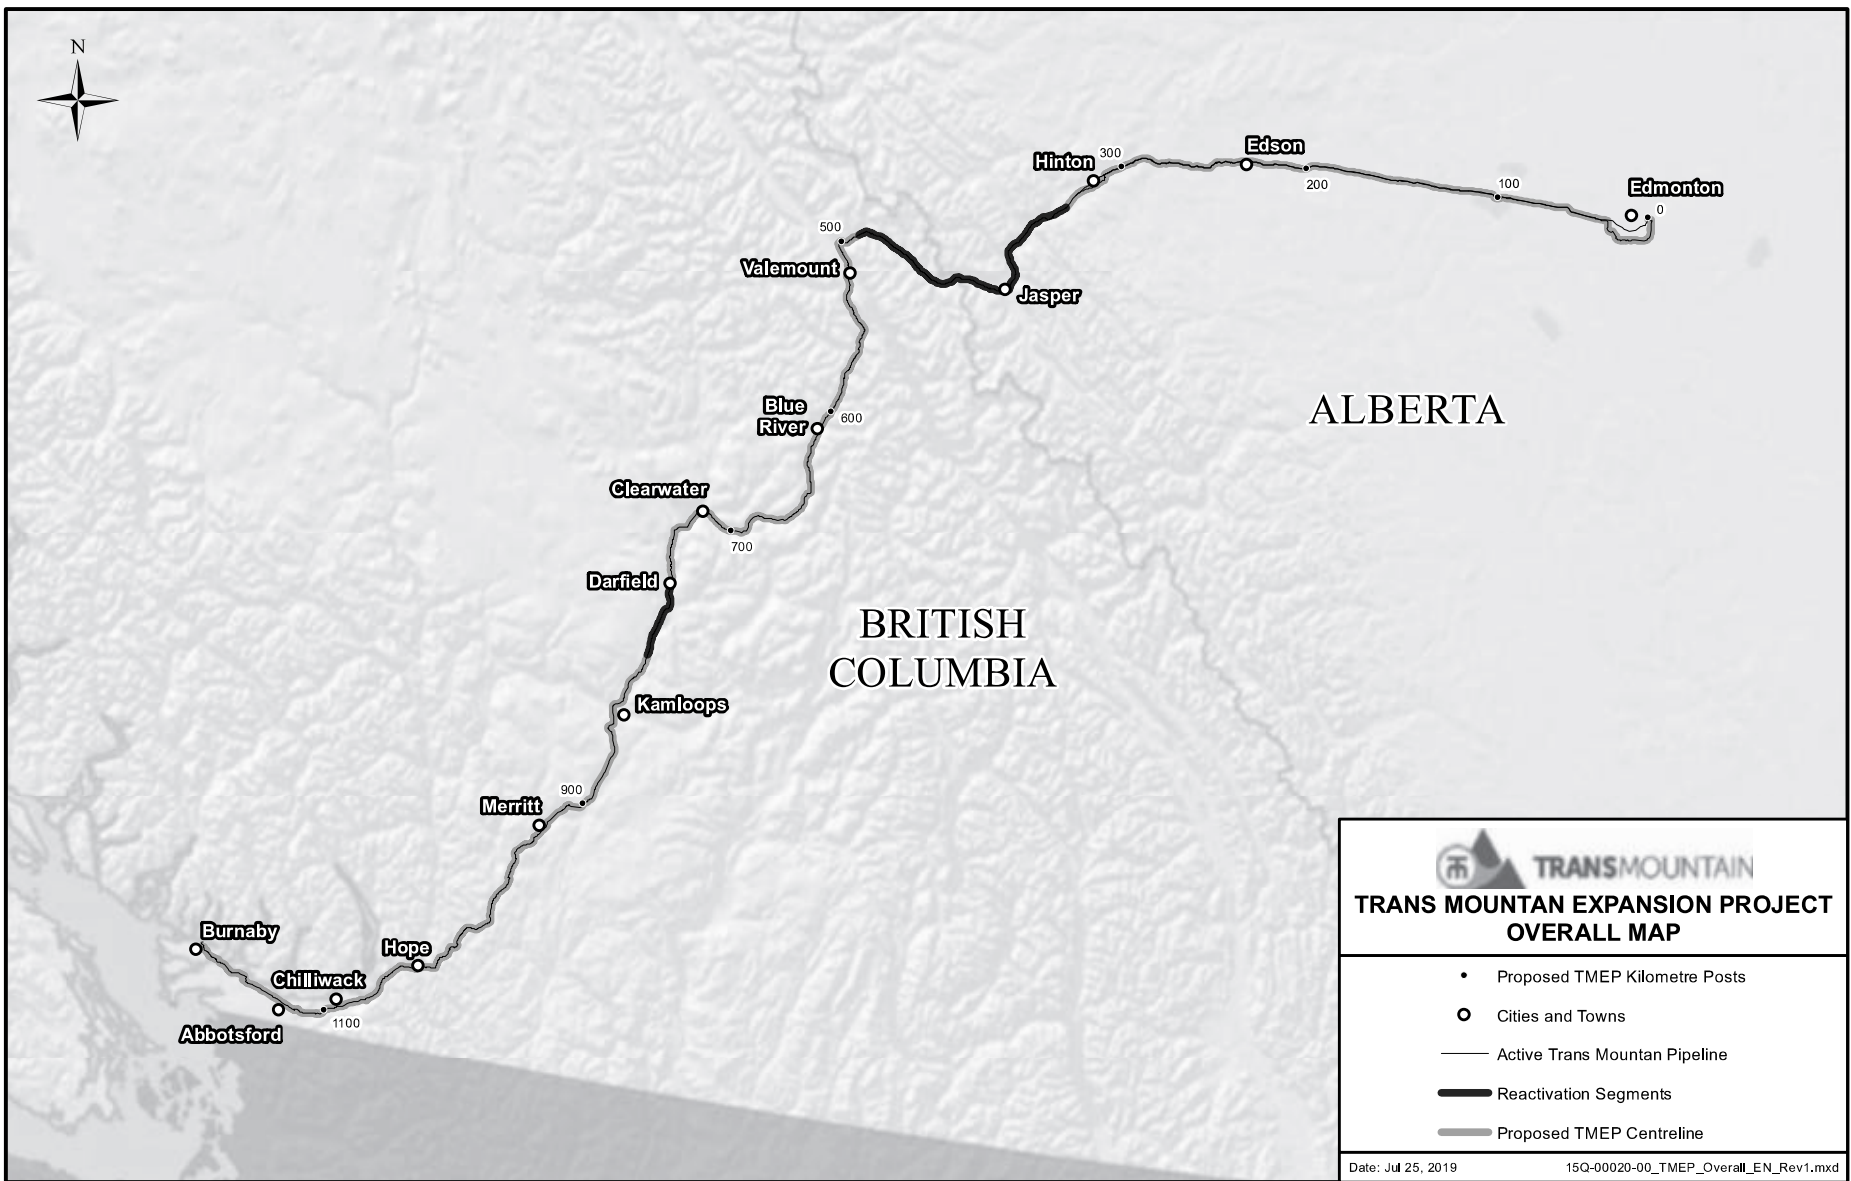 N
Edson
Hinton
300
200
100
Edmonton
0
500
Valemount
Jasper
Blue
River
600
ALBERTA
Clearwater
700
Darfield
BRITISH
COLUMBIA
Kamloops
900
Merritt
Burnaby
Hope
Chilliwack
1100
Abbotsford
TRANSMOUNTAIN
TRANS MOUNTAN EXPANSION PROJECT
OVERALL MAP
Proposed TMEP Kilometre Posts
Cities and Towns
Active Trans Mountan Pipeline
Reactivation Segments
Proposed TMEP Centreline
Date: Jul 25, 2019 15Q-00020-00_TMEP_Overall_EN_Rev1.mxd